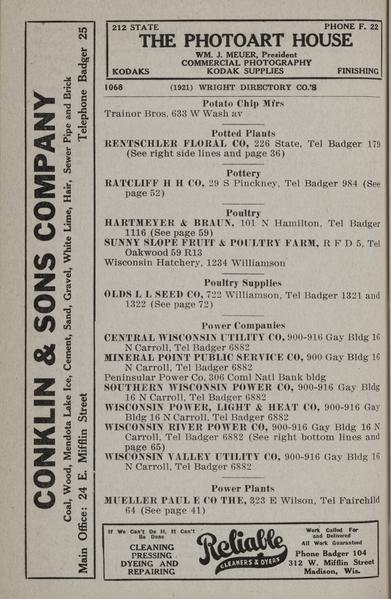 212 STATE PHONE F. 22
THE PHOTOART HOUSE
WM. J. MEUER, President
COMMERCIAL PHOTOGRAPHY
KODAKS KODAK SUPPLIES FINISHING
1068 (1921) WRIGHT DIRECTORY CO.'S
Potato Chip Mfrs
Trainor Bros, 633 W Wash av
Potted Plants
RENTSCHLER FLORAL CO, 226 State, Tel Badger 179
(See right side lines and page 36)
Pottery
RATCLIFF H H CO, 29 S Pinckney, Tel Badger 984 (See
page 52)
Poultry
HARTMEYER & BRAUN, 101 N Hamilton, Tel Badger
1116 (See page 59)
SUNNY SLOPE FRUIT & POULTRY FARM, R F D 5, Tel
Oakwood 59 R13
Wisconsin Hatchery, 1234 Williamson
Poultry Supplies
OLDS L L SEED CO, 722 Williamson, Tel Badger 1321 and
1322 (See page 72)
Power Companies
CENTRAL WISCONSIN UTILITY CO, 900-916 Gay Bldg 16
N Carroll, Tel Badger 6882
MINERAL POINT PUBLIC SERVICE CO, 900 Gay Bldg 16
N Carroll, Tel Badger 6882
Peninsular Power Co, 306 Coml Natl Bank bldg
SOUTHERN WISCONSIN POWER CO, 900-916 Gay Bldg
16 N Carroll, Tel Badger 6882
WISCONSIN POWER, LIGHT & HEAT CO, 900-916 Gay
Bldg 16 N Carroll, Tel Badger 6882
WISCONSIN RIVER POWER CO, 900-916 Gay Bldg 16 N
Carroll, Tel Badger 6882 (See right bottom lines and
page 65)
WISCONSIN VALLEY UTILITY CO, 900-916 Gay Bldg 16
N Carroll, Tel Badger 6882
Power Plants
MUELLER PAUL E CO THE, 323 E Wilson, Tel Fairchild
64 (See page 41)
If We Can't Do It, It Can't
Be Done
CLEANING
PRESSING
DYEING AND
REPAIRING
Reliable
CLEANERS & DYERS
Work Called For
and Delivered
All Work Guaranteed
Phone Badger 104
312 W. Mifflin Street
Madison, Wis.
CONKLIN & SONS COMPANY
Coal, Wood, Mendota Lake Ice, Cement, Sand, Gravel, White Lime, Hair, Sewer Pipe and Brick
Main Office: 24 E. Mifflin Street Telephone Badger 25